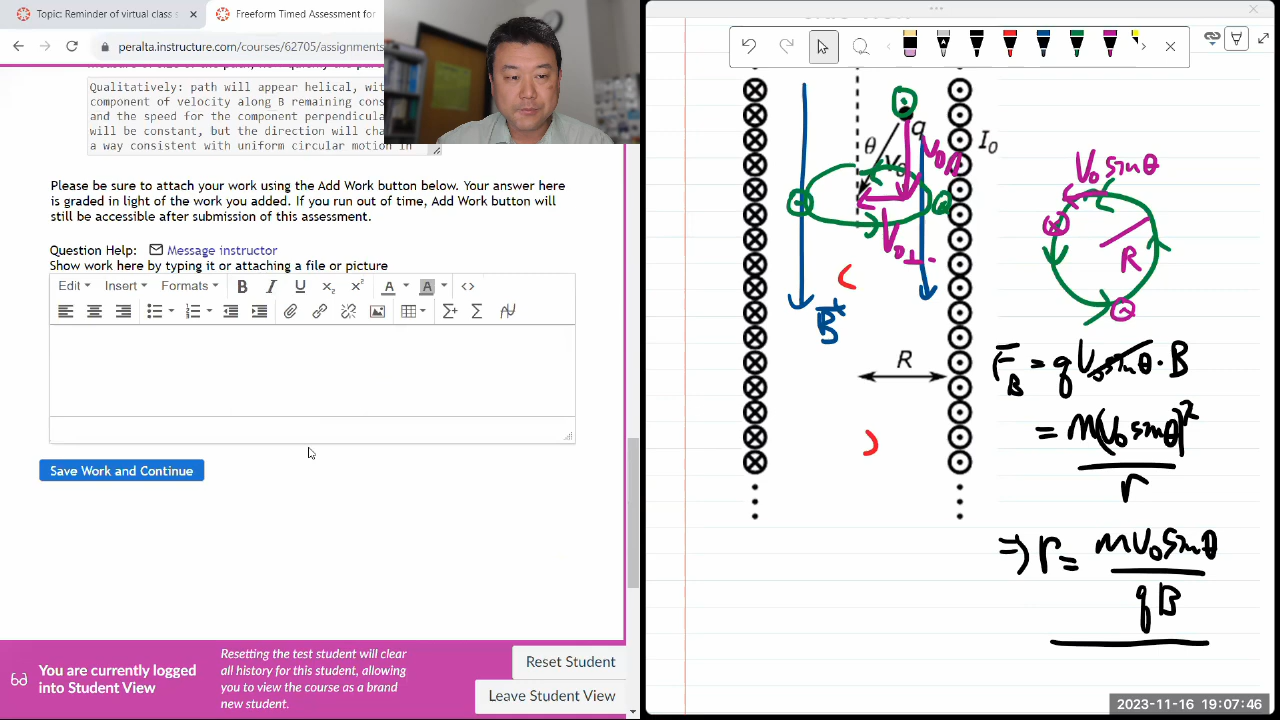 Topic: Reminder of virtual class s
Freeform Timed Assessment for
peralta.instructure.com/courses/62705/assignments
Qualitatively: path will appear helical, wit
component of velocity along B remaining cons
and the speed for the component perpendicula
will be constant, but the direction will cha
a way consistent with uniform circular motion in
Please be sure to attach your work using the Add Work button below. Your answer here
is graded in light of the work you added. If you run out of time, Add Work button will
still be accessible after submission of this assessment.
Question Help: Message instructor
Show work here by typing it or attaching a file or picture
Edit Insert Formats B I U x₂ x² A A <>
Save Work and Continue
You are currently logged
into Student View
Resetting the test student will clear
all history for this student, allowing
you to view the course as a brand
new student.
Reset Student
Leave Student View
q
θ
I₀
V₀
V₀∥
V₀⊥
B
R
V₀ sinθ
R
F_B = qV₀sinθ · B
= m(V₀ sinθ)²
r
⇒ r = mV₀sinθ
qB
2023-11-16 19:07:46